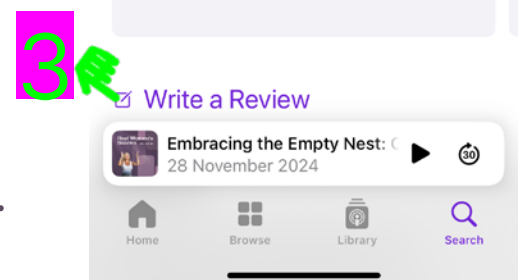 3
Write a Review
Embracing the Empty Nest:
28 November 2024
30
Home
Browse
Library
Search